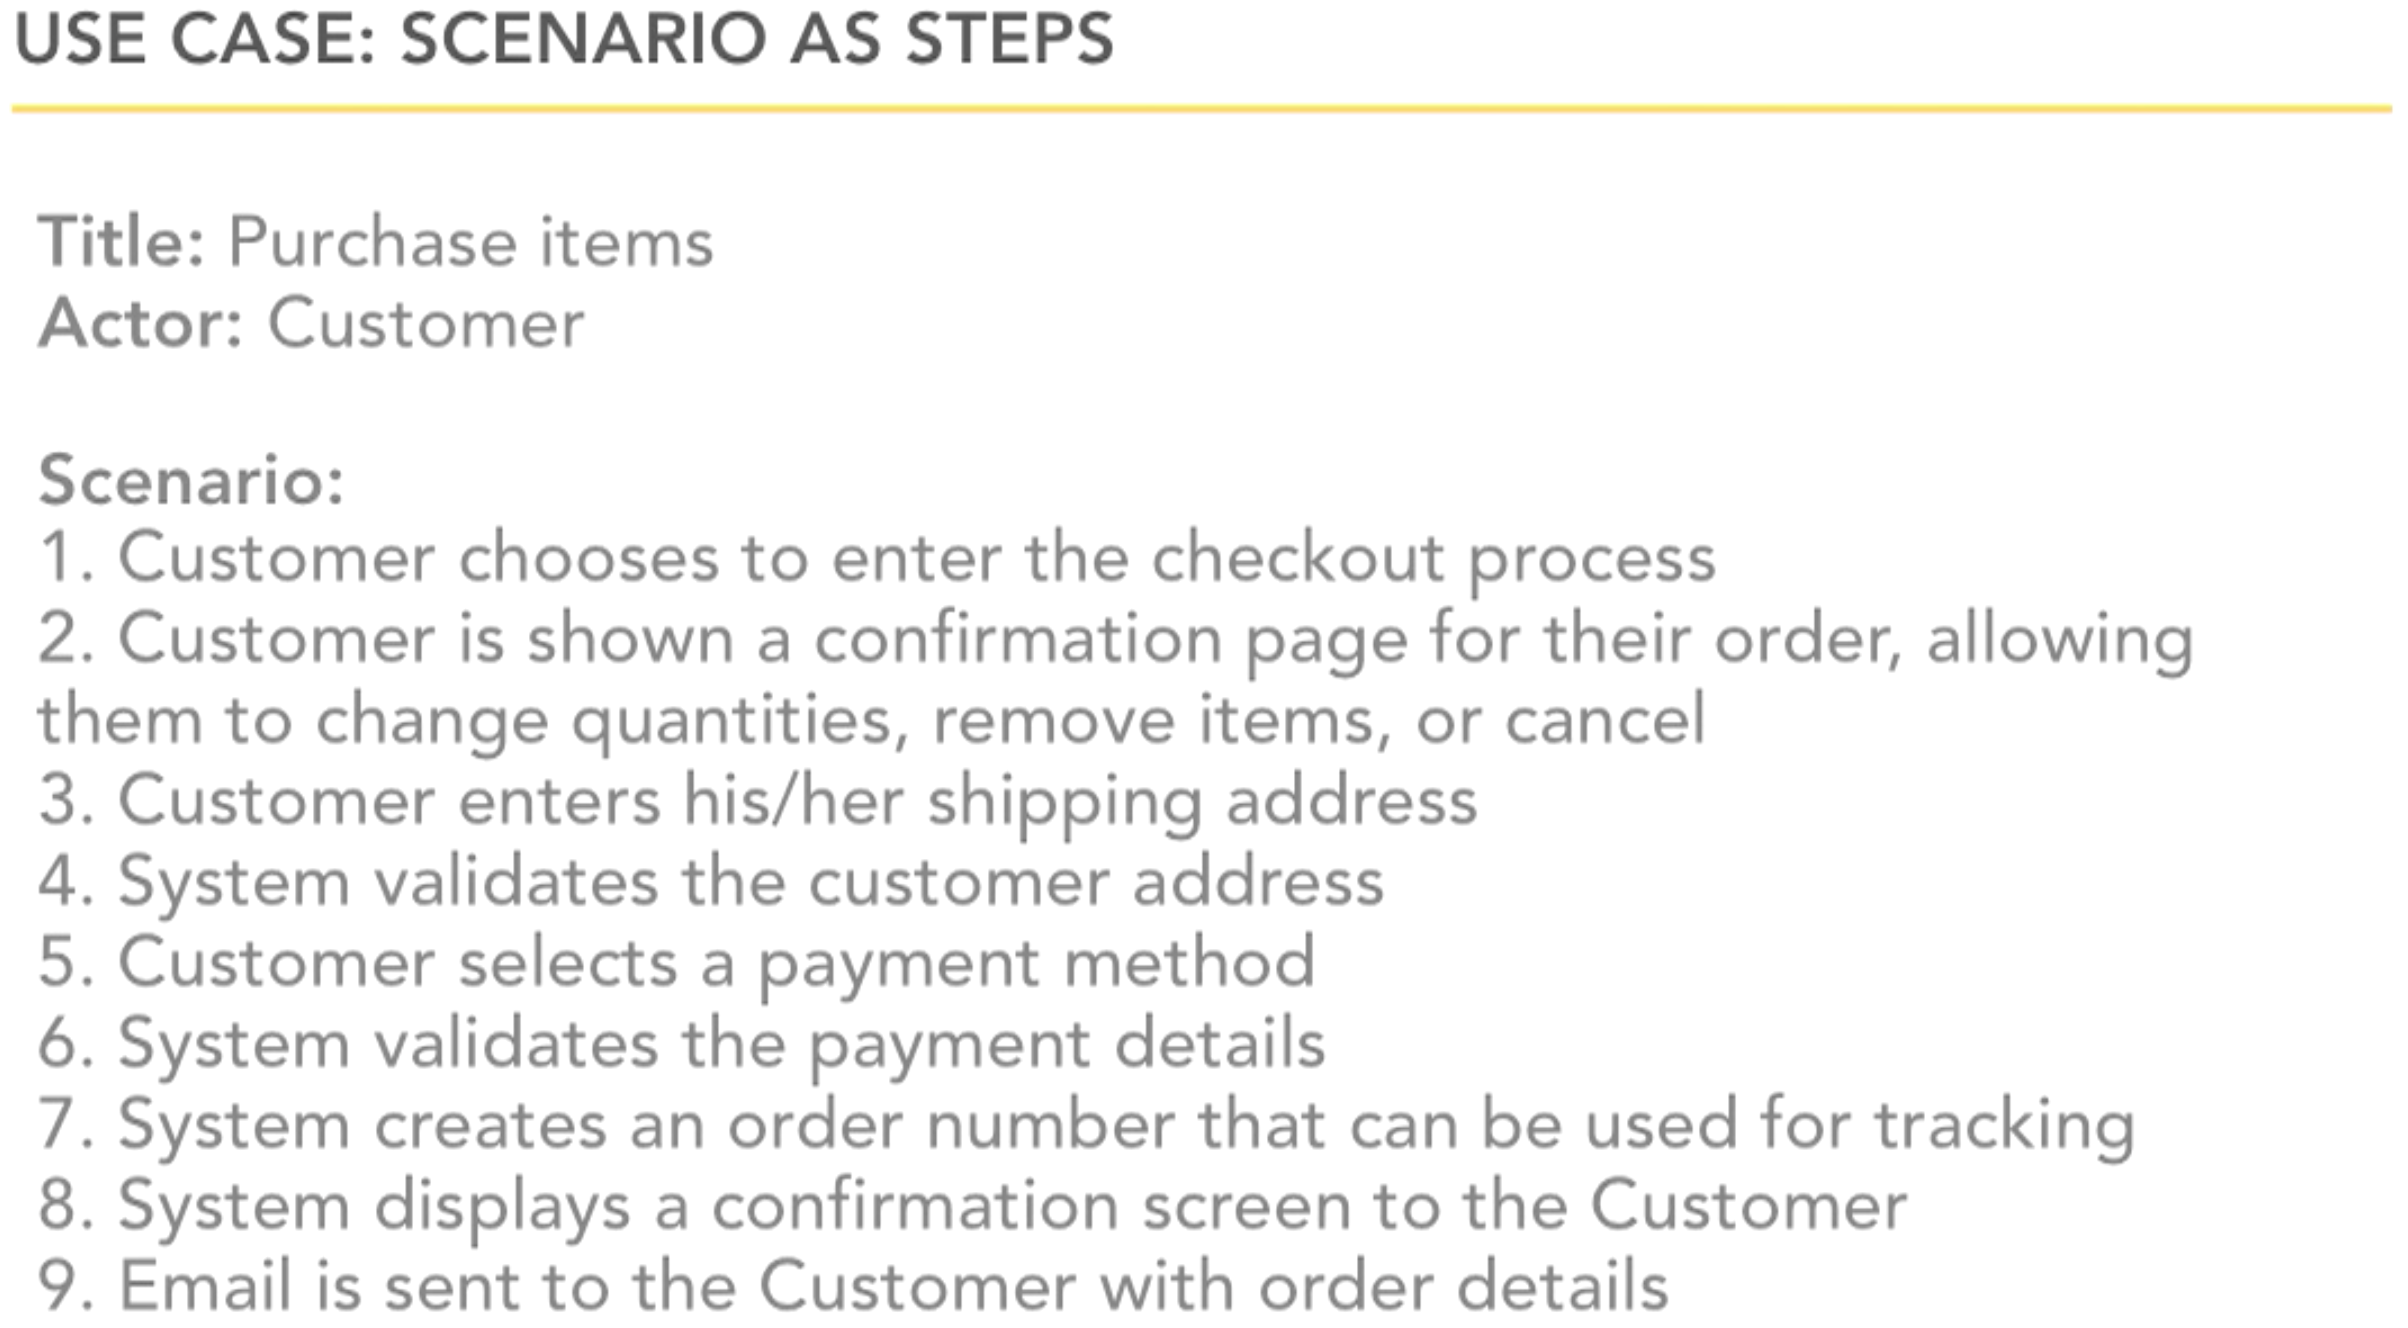 USE CASE: SCENARIO AS STEPS
Title: Purchase items
Actor: Customer
Scenario:
1. Customer chooses to enter the checkout process
2. Customer is shown a confirmation page for their order, allowing
them to change quantities, remove items, or cancel
3. Customer enters his/her shipping address
4. System validates the customer address
5. Customer selects a payment method
6. System validates the payment details
7. System creates an order number that can be used for tracking
8. System displays a confirmation screen to the Customer
9. Email is sent to the Customer with order details